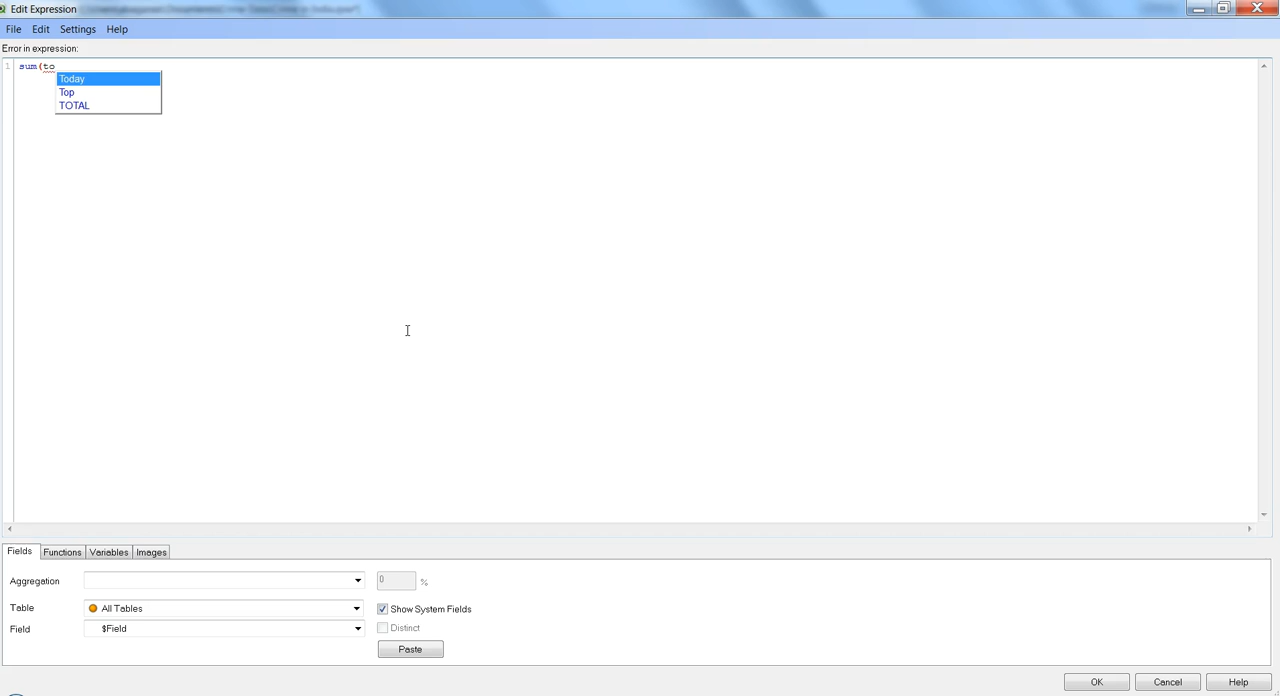 Edit Expression
File Edit Settings Help
Error in expression:
1 sum(to
Today
Top
TOTAL
Fields Functions Variables Images
Aggregation 0 %
Table All Tables Show System Fields
Field $Field Distinct
Paste
OK Cancel Help